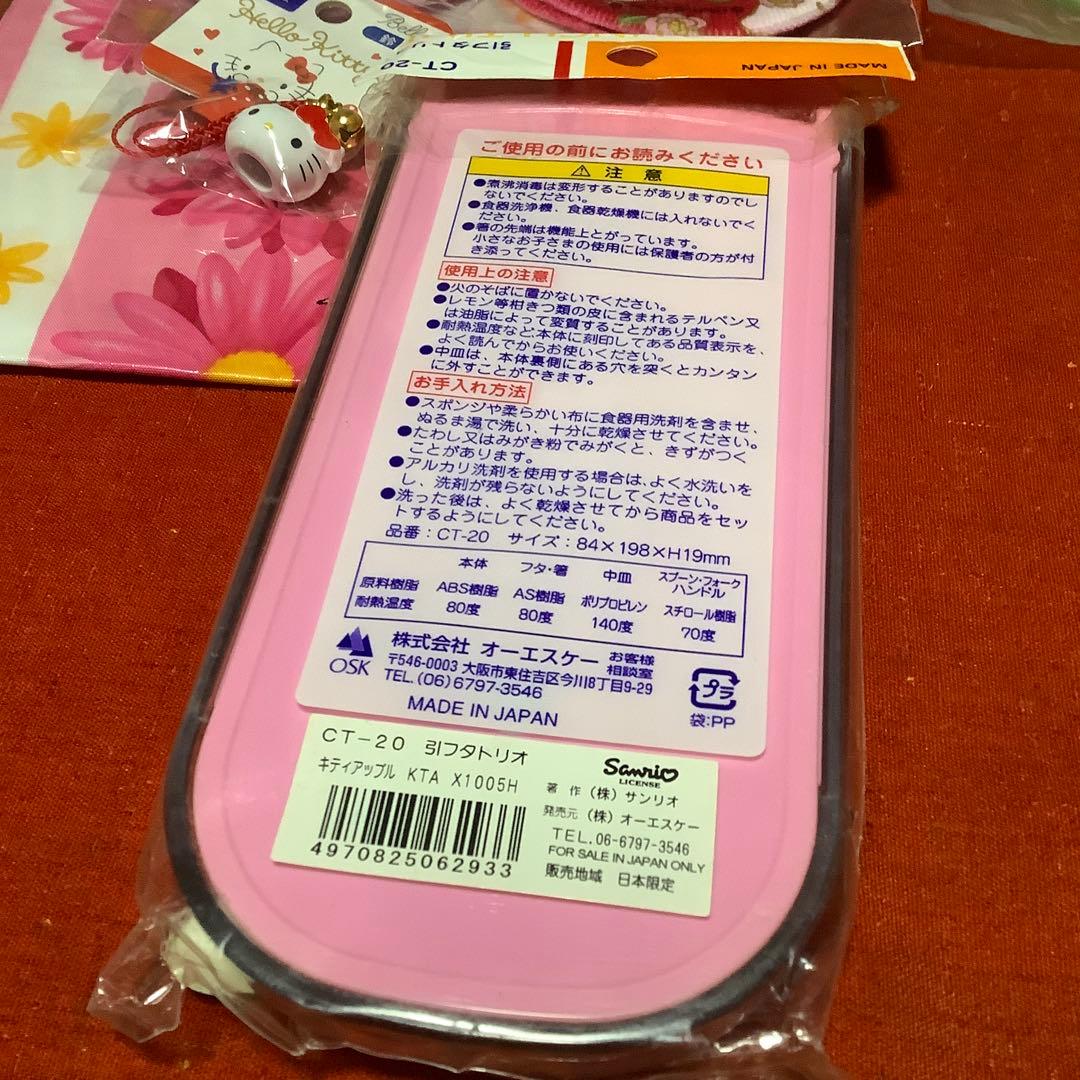 Hello Kitty
引フタトリ
CT-20
MADE IN JAPAN
ご使用の前にお読みください
⚠ 注意
●煮沸消毒は変形することがありますのでし
ないでください。
●食器洗浄機、食器乾燥機には入れないでく
ださい。
●箸の先端は機能上とがっています。
小さなお子さまの使用には保護者の方が付
き添ってください。
使用上の注意
●火のそばに置かないでください。
●レモン等柑きつ類の皮に含まれるテルペン又
は油脂によって変質することがあります。
●耐熱温度など本体に刻印してある品質表示を、
よく読んでからお使いください。
●中皿は、本体裏側にある穴を突くとカンタン
に外すことができます。
お手入れ方法
●スポンジや柔らかい布に食器用洗剤を含ませ、
ぬるま湯で洗い、十分に乾燥させてください。
●たわし又はみがき粉でみがくと、きずがつく
ことがあります。
●アルカリ洗剤を使用する場合は、よく水洗いを
し、洗剤が残らないようにしてください。
●洗った後は、よく乾燥させてから商品をセッ
トするようにしてください。
品番：CT-20 サイズ：84×198×H19mm
本体 フタ・箸 中皿 スプーン・フォーク
ハンドル
原料樹脂 ABS樹脂 AS樹脂 ポリプロピレン スチロール樹脂
耐熱温度 80度 80度 140度 70度
OSK
株式会社 オーエスケー お客様
相談室
〒546-0003 大阪市東住吉区今川8丁目9-29
TEL.(06)6797-3546
MADE IN JAPAN
プラ
袋:PP
CT-20 引フタトリオ
キティアップル KTA X1005H
4970825062933
Sanrio
LICENSE
著作 (株)サンリオ
発売元 (株)オーエスケー
TEL.06-6797-3546
FOR SALE IN JAPAN ONLY
販売地域 日本限定